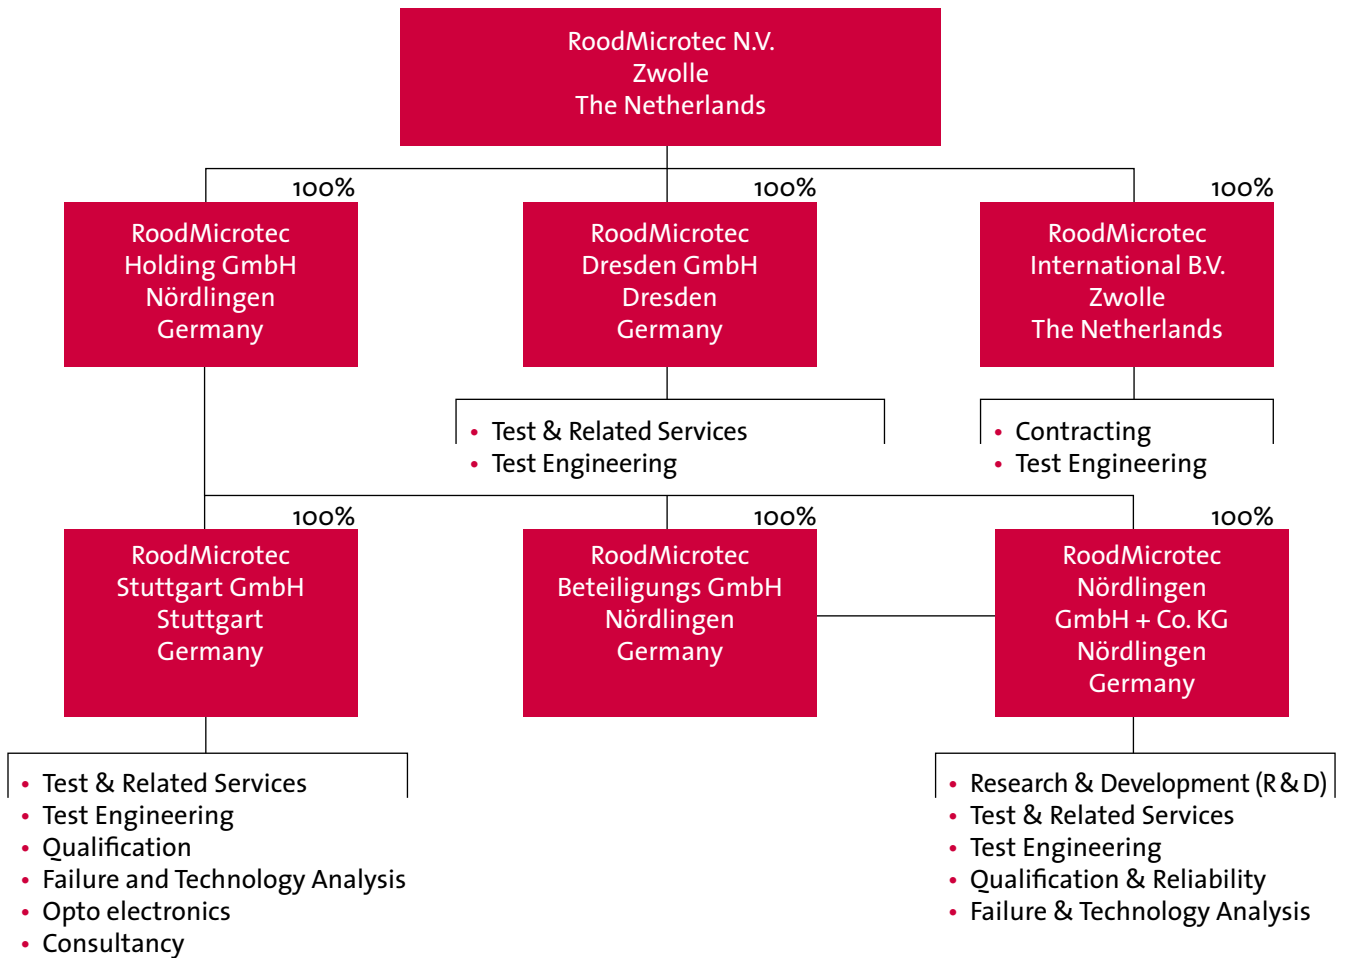 RoodMicrotec N.V.
Zwolle
The Netherlands
100%
100%
100%
RoodMicrotec
Holding GmbH
Nördlingen
Germany
RoodMicrotec
Dresden GmbH
Dresden
Germany
RoodMicrotec
International B.V.
Zwolle
The Netherlands
• Test & Related Services
• Test Engineering
• Contracting
• Test Engineering
100%
100%
100%
RoodMicrotec
Stuttgart GmbH
Stuttgart
Germany
RoodMicrotec
Beteiligungs GmbH
Nördlingen
Germany
RoodMicrotec
Nördlingen
GmbH + Co. KG
Nördlingen
Germany
• Test & Related Services
• Test Engineering
• Qualification
• Failure and Technology Analysis
• Opto electronics
• Consultancy
• Research & Development (R & D)
• Test & Related Services
• Test Engineering
• Qualification & Reliability
• Failure & Technology Analysis